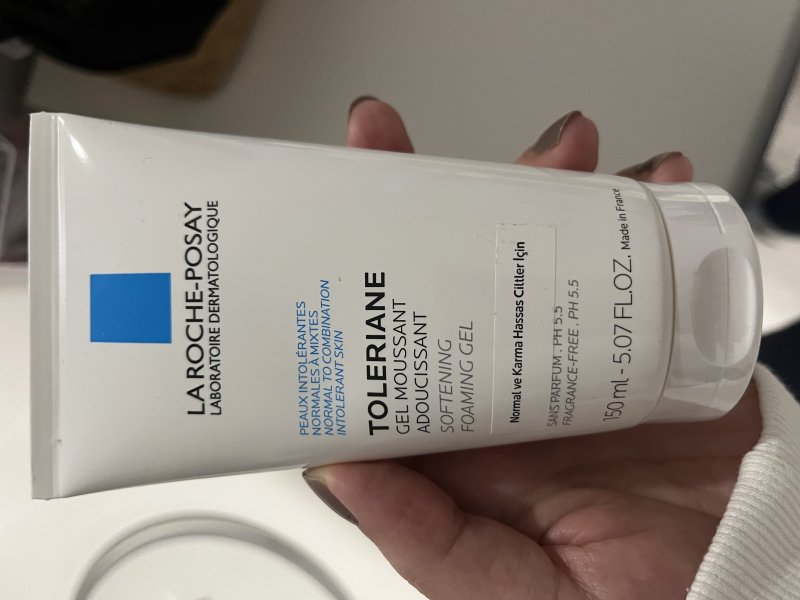 LA ROCHE-POSAY
LABORATOIRE DERMATOLOGIQUE
PEAUX INTOLÉRANTES
NORMALES À MIXTES
NORMAL TO COMBINATION
INTOLERANT SKIN
TOLERIANE
GEL MOUSSANT
ADOUCISSANT
SOFTENING
FOAMING GEL
Normal ve Karma Hassas Ciltler İçin
SANS PARFUM . PH 5.5
FRAGRANCE-FREE . PH 5.5
150 ml - 5.07 FL.OZ. Made in France